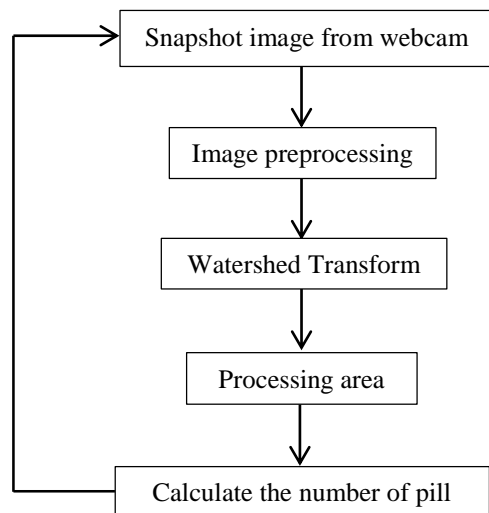 Snapshot image from webcam
Image preprocessing
Watershed Transform
Processing area
Calculate the number of pill